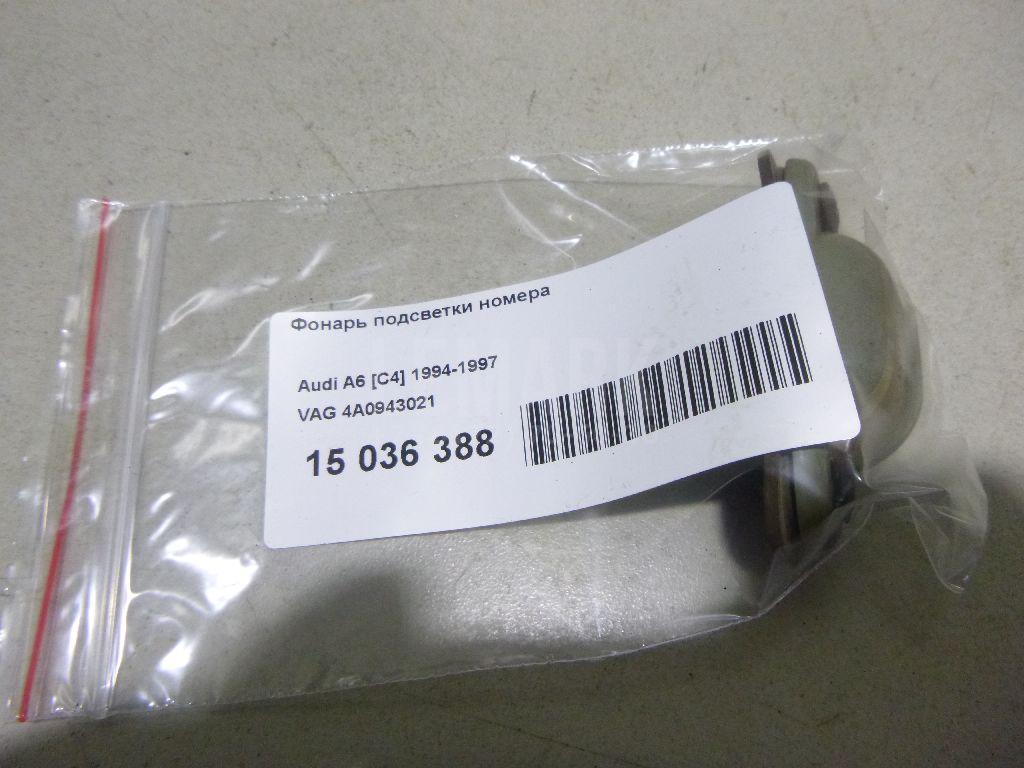 Фонарь подсветки номера
Audi A6 [C4] 1994-1997
VAG 4A0943021
15 036 388